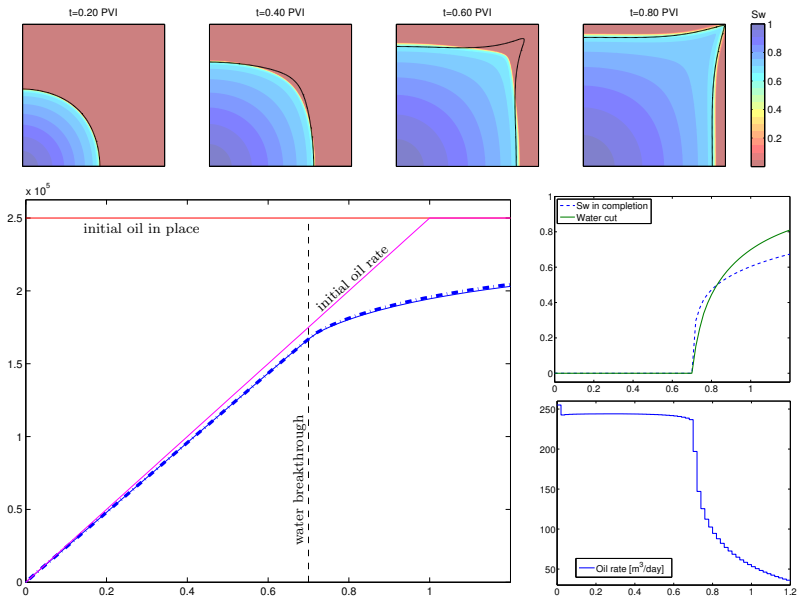 t=0.20 PVI
t=0.40 PVI
t=0.60 PVI
t=0.80 PVI
Sw
1
0.8
0.6
0.4
0.2
x 10^5
2.5
2
1.5
1
0.5
0
initial oil in place
initial oil rate
water breakthrough
0 0.2 0.4 0.6 0.8 1
1
0.8
0.6
0.4
0.2
0
Sw in completion
Water cut
0 0.2 0.4 0.6 0.8 1
250
200
150
100
50
Oil rate [m^3/day]
0 0.2 0.4 0.6 0.8 1.0 1.2